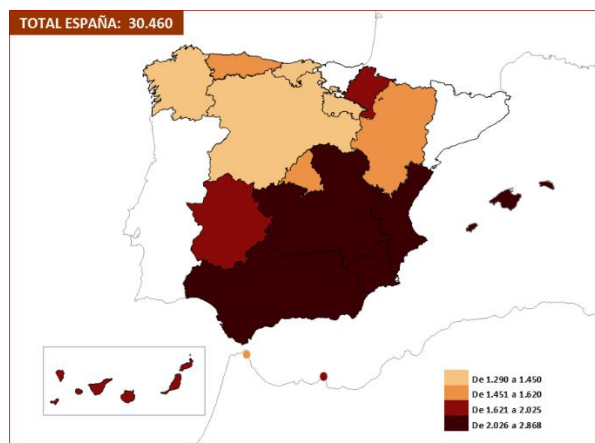 TOTAL ESPAÑA: 30.460
De 1.290 a 1.450
De 1.451 a 1.620
De 1.621 a 2.025
De 2.026 a 2.868